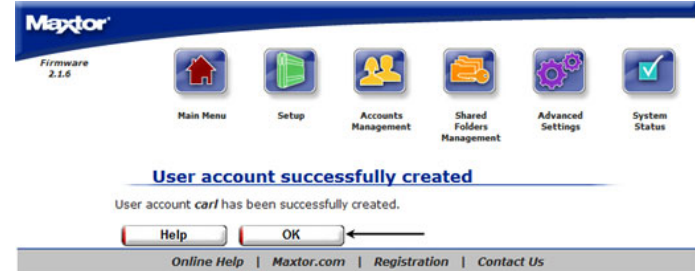 Maxtor
Firmware
2.1.6
Main Menu
Setup
Accounts
Management
Shared
Folders
Management
Advanced
Settings
System
Status
User account successfully created
User account carl has been successfully created.
Help
OK
Online Help | Maxtor.com | Registration | Contact Us